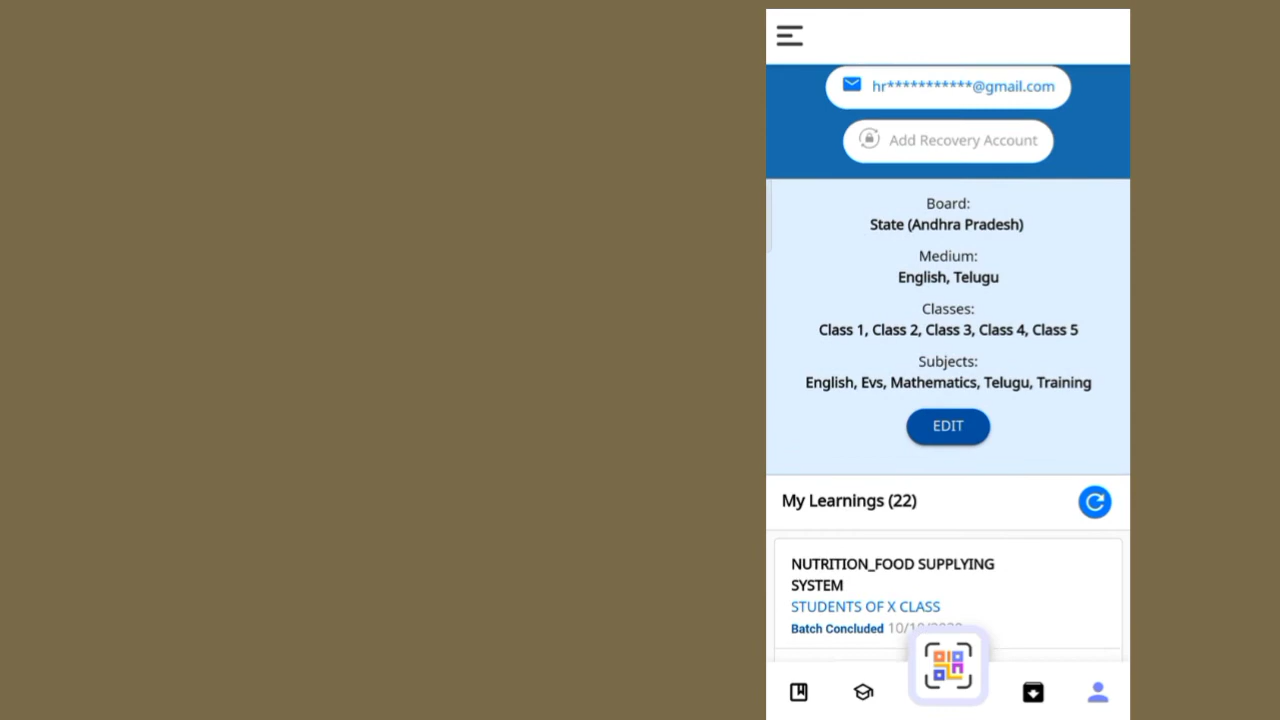 hr***********@gmail.com
Add Recovery Account
Board:
State (Andhra Pradesh)
Medium:
English, Telugu
Classes:
Class 1, Class 2, Class 3, Class 4, Class 5
Subjects:
English, Evs, Mathematics, Telugu, Training
EDIT
My Learnings (22)
NUTRITION_FOOD SUPPLYING
SYSTEM
STUDENTS OF X CLASS
Batch Concluded